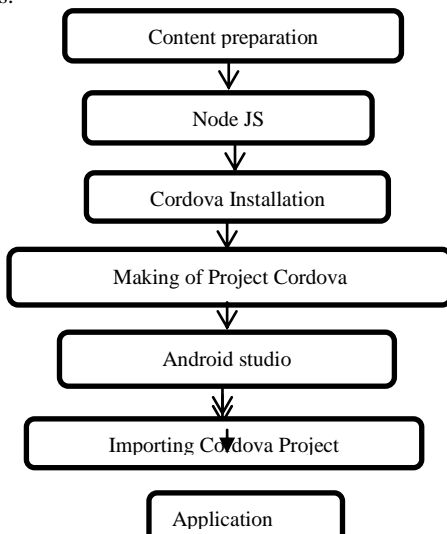 s.
Content preparation
Node JS
Cordova Installation
Making of Project Cordova
Android studio
Importing Cordova Project
Application